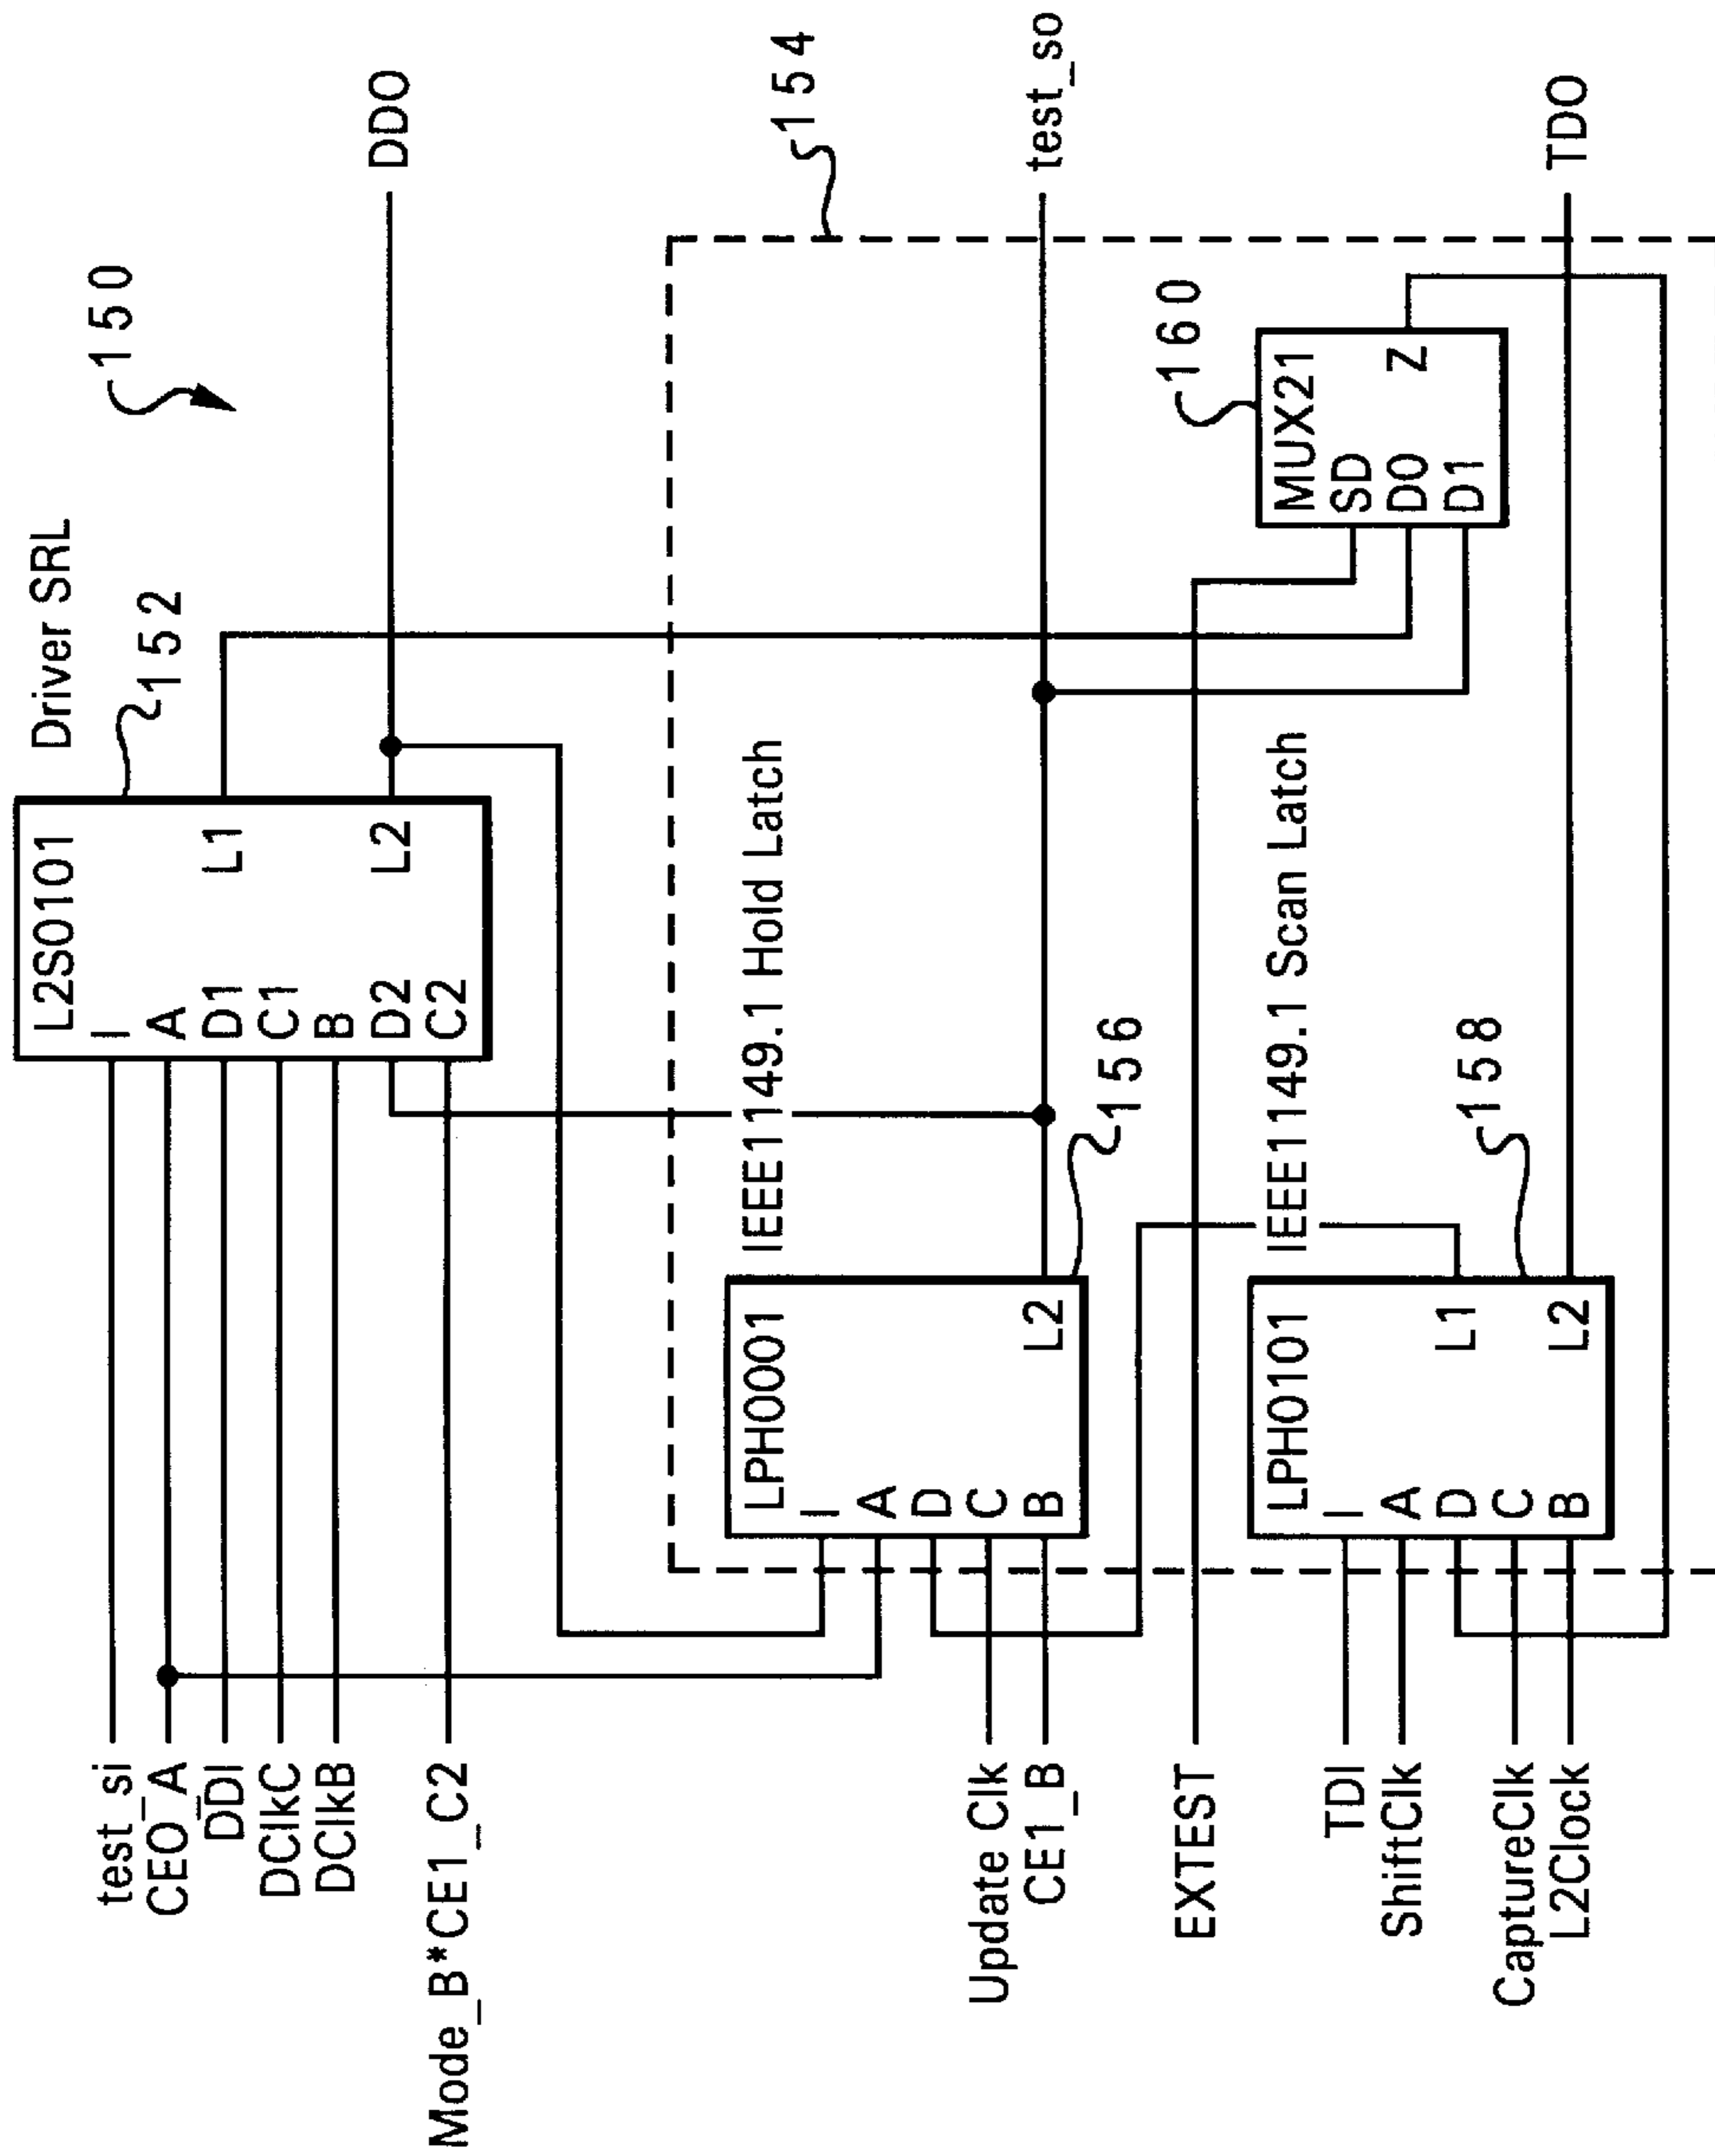 150
Driver SRL
152
L2S0101
I
A
D1
C1
B
D2
C2
L1
L2
test_si
CEO_A
DDI
DClkC
DClkB
Mode_B*CE1_C2
DDO
154
IEEE1149.1 Hold Latch
LPH0001
I
A
D
C
B
L2
156
Update Clk
CE1_B
test_so
EXTEST
160
MUX21
SD
D0
D1
Z
IEEE1149.1 Scan Latch
158
LPH0101
I
A
D
C
B
L1
L2
TDI
ShiftClk
CaptureClk
L2Clock
TDO